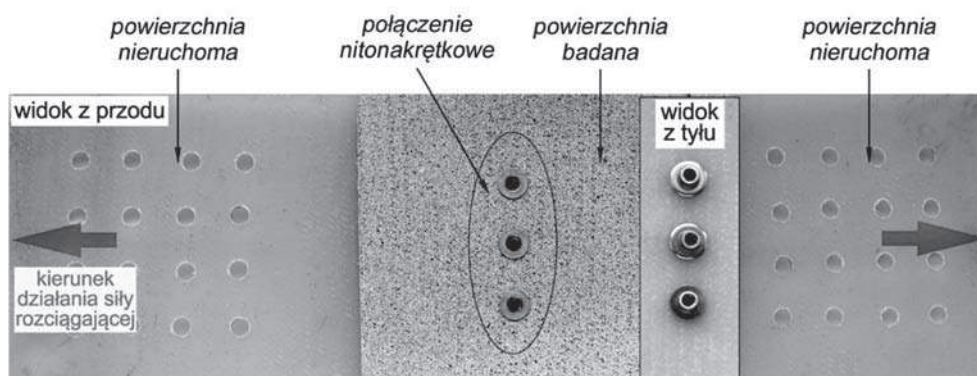 powierzchnia
nieruchoma
połączenie
nitonakrętkowe
powierzchnia
badana
powierzchnia
nieruchoma
widok z przodu
widok
z tyłu
kierunek
działania siły
rozciągającej